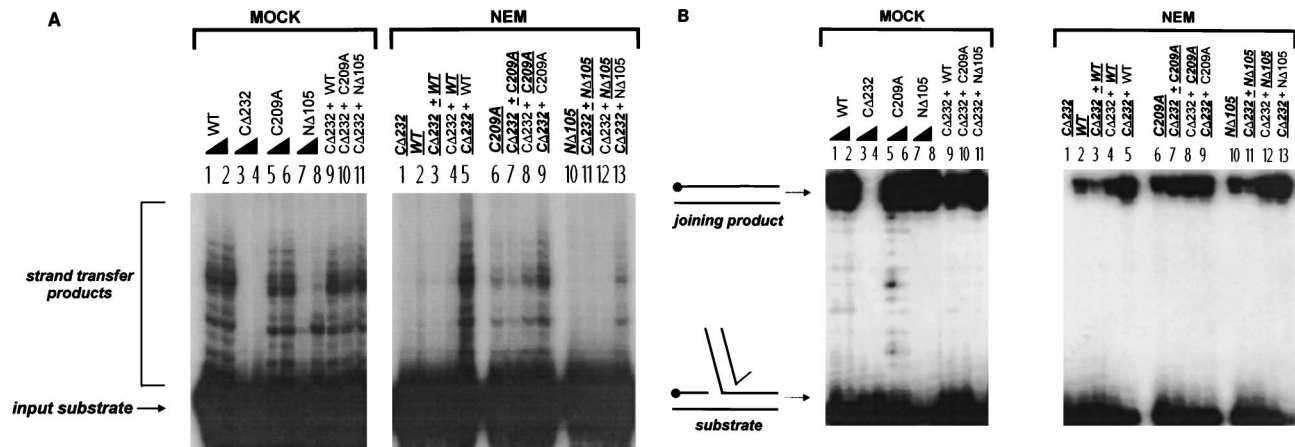 A
MOCK
NEM
WT
CΔ232
C209A
NΔ105
CΔ232 + WT
CΔ232 + C209A
CΔ232 + NΔ105
CΔ232
WT
CΔ232 ± WT
CΔ232 + WT
CΔ232 + WT
C209A
CΔ232 ± C209A
CΔ232 + C209A
CΔ232 + C209A
NΔ105
CΔ232 ± NΔ105
CΔ232 + NΔ105
CΔ232 + NΔ105
1 2 3 4 5 6 7 8 9 10 11
1 2 3 4 5 6 7 8 9 10 11 12 13
strand transfer
products
input substrate
B
MOCK
NEM
WT
CΔ232
C209A
NΔ105
CΔ232 + WT
CΔ232 + C209A
CΔ232 + NΔ105
CΔ232
WT
CΔ232 ± WT
CΔ232 + WT
CΔ232 + WT
C209A
CΔ232 ± C209A
CΔ232 + C209A
CΔ232 + C209A
NΔ105
CΔ232 ± NΔ105
CΔ232 + NΔ105
CΔ232 + NΔ105
1 2 3 4 5 6 7 8 9 10 11
1 2 3 4 5 6 7 8 9 10 11 12 13
joining product
substrate